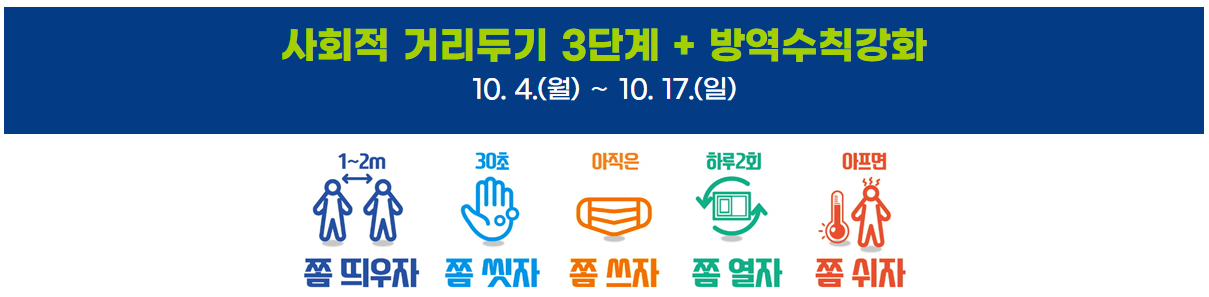 사회적 거리두기 3단계 + 방역수칙강화
10. 4.(월) ~ 10. 17.(일)
1~2m 30초 아직은 하루2회 아프면
쫌 띄우자 쫌 씻자 쫌 쓰자 쫌 열자 쫌 쉬자